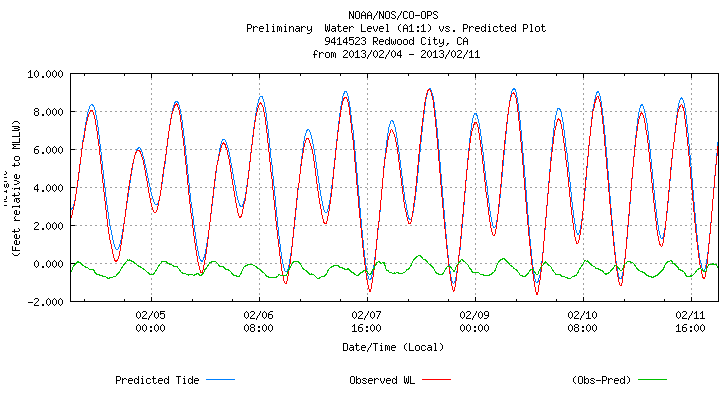 NOAA/NOS/CO-OPS
Preliminary  Water Level (A1:1) vs. Predicted Plot
9414523 Redwood City, CA
from 2013/02/04 - 2013/02/11
10.000
8.000
6.000
4.000
2.000
0.000
-2.000
(Feet relative to MLLW)
02/05 02/06 02/07 02/09 02/10 02/11
00:00 08:00 16:00 00:00 08:00 16:00
Date/Time (Local)
Predicted Tide Observed WL (Obs-Pred)